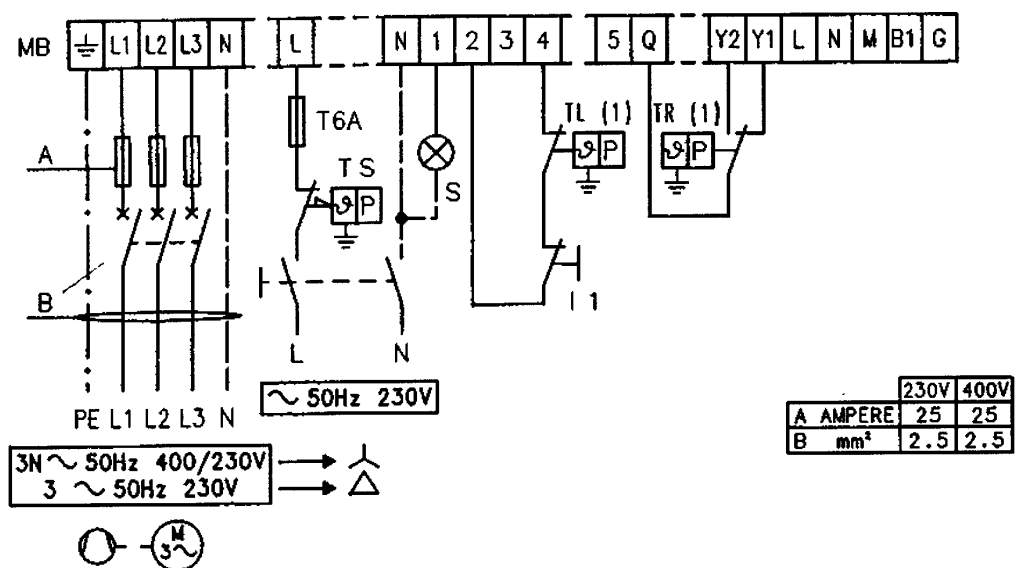 MB ⏚ L1 L2 L3 N L N 1 2 3 4 5 Q Y2 Y1 L N M B1 G
T6A
TL (1)
TR (1)
A
ϑ P
ϑ P
TS
S
ϑ P
B
I1
L N
PE L1 L2 L3 N
~ 50Hz 230V
230V 400V
A AMPERE 25 25
B mm² 2.5 2.5
3N ~ 50Hz 400/230V
3 ~ 50Hz 230V
M
3~